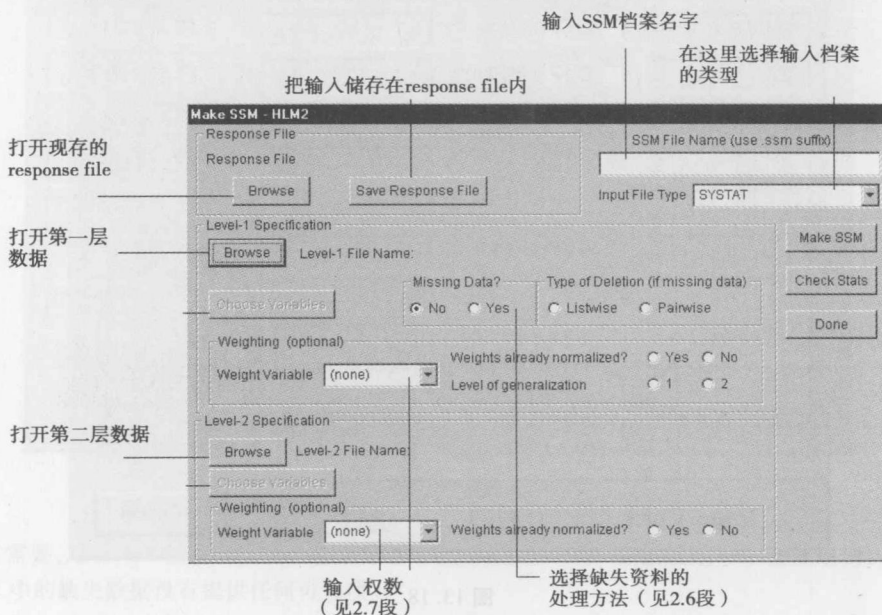 输入SSM档案名字
在这里选择输入档案
的类型
把输入储存在response file内
打开现存的
response file
打开第一层
数据
打开第二层数据
Make SSM - HLM2
Response File
Response File
Browse
Save Response File
SSM File Name (use .ssm suffix)
Input File Type SYSTAT
Level-1 Specification
Browse Level-1 File Name:
Choose Variables
Missing Data?
No Yes
Type of Deletion (if missing data)
Listwise Pairwise
Weighting (optional)
Weight Variable (none)
Weights already normalized? Yes No
Level of generalization 1 2
Make SSM
Check Stats
Done
Level-2 Specification
Browse Level-2 File Name:
Choose Variables
Weighting (optional)
Weight Variable (none) Weights already normalized? Yes No
输入权数
(见2.7段)
选择缺失资料的
处理方法(见2.6段)